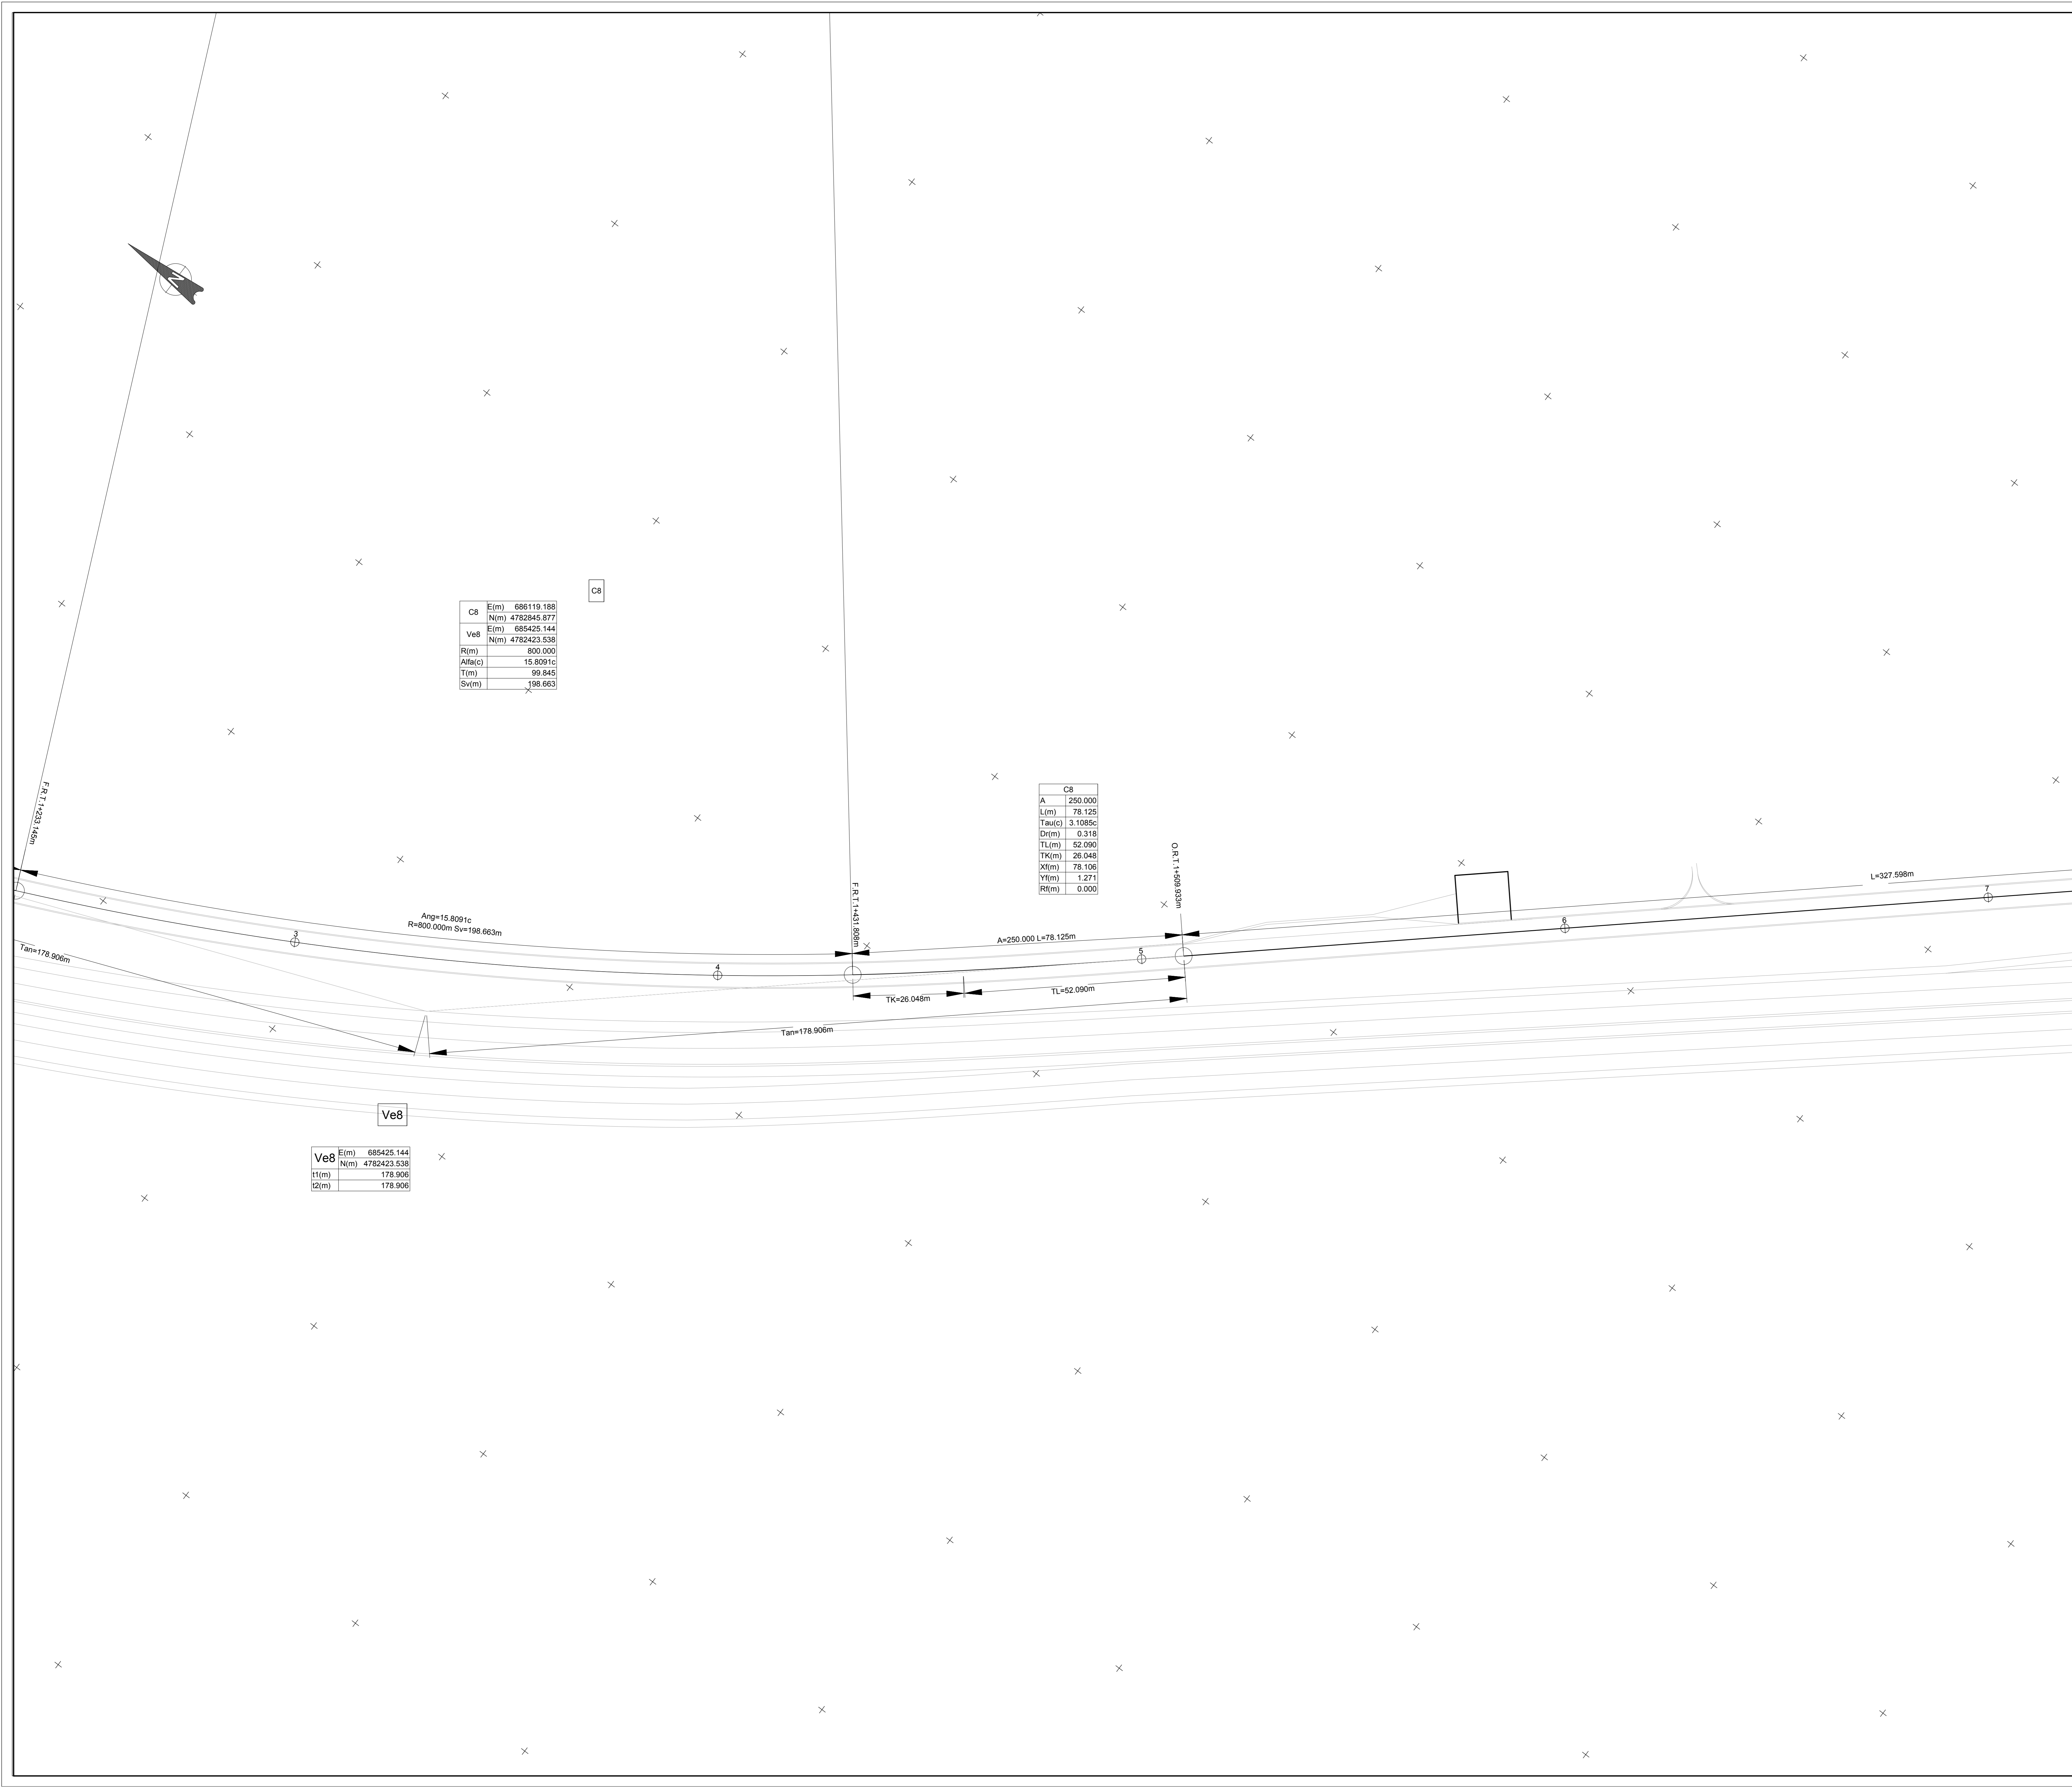 N
C8
C8 E(m) 686119.188
N(m) 4782845.877
Ve8 E(m) 685425.144
N(m) 4782423.538
R(m) 800.000
Alfa(c) 15.8091c
T(m) 99.845
Sv(m) 198.663
C8
A 250.000
L(m) 78.125
Tau(c) 3.1085c
Dr(m) 0.318
TL(m) 52.090
TK(m) 26.048
Xf(m) 78.106
Yf(m) 1.271
Rf(m) 0.000
F.R.T.:1+233.145m
F.R.T.1+431.808m
O.R.T.1+509.933m
Ang=15.8091c
R=800.000m Sv=198.663m
A=250.000 L=78.125m
L=327.598m
3
4
5
6
7
Tan=178.906m
TK=26.048m
TL=52.090m
Tan=178.906m
Ve8
Ve8 E(m) 685425.144
N(m) 4782423.538
t1(m) 178.906
t2(m) 178.906